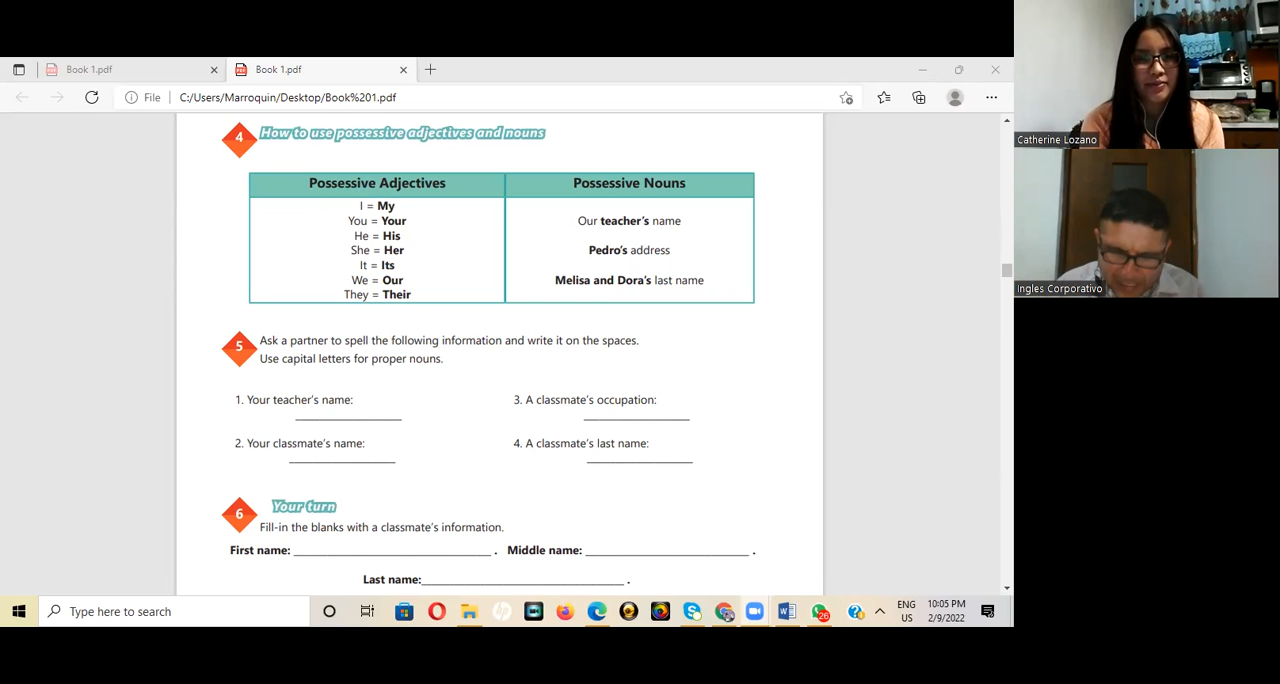 Book 1.pdf
Book 1.pdf
File
C:/Users/Marroquin/Desktop/Book%201.pdf
4 How to use possessive adjectives and nouns
Possessive Adjectives
I = My
You = Your
He = His
She = Her
It = Its
We = Our
They = Their
Possessive Nouns
Our teacher's name
Pedro's address
Melisa and Dora's last name
5 Ask a partner to spell the following information and write it on the spaces.
Use capital letters for proper nouns.
1. Your teacher's name:
2. Your classmate's name:
3. A classmate's occupation:
4. A classmate's last name:
6 Your turn
Fill-in the blanks with a classmate's information.
First name: . Middle name: .
Last name: .
Type here to search
26
ENG
US
10:05 PM
2/9/2022
Catherine Lozano
Ingles Corporativo